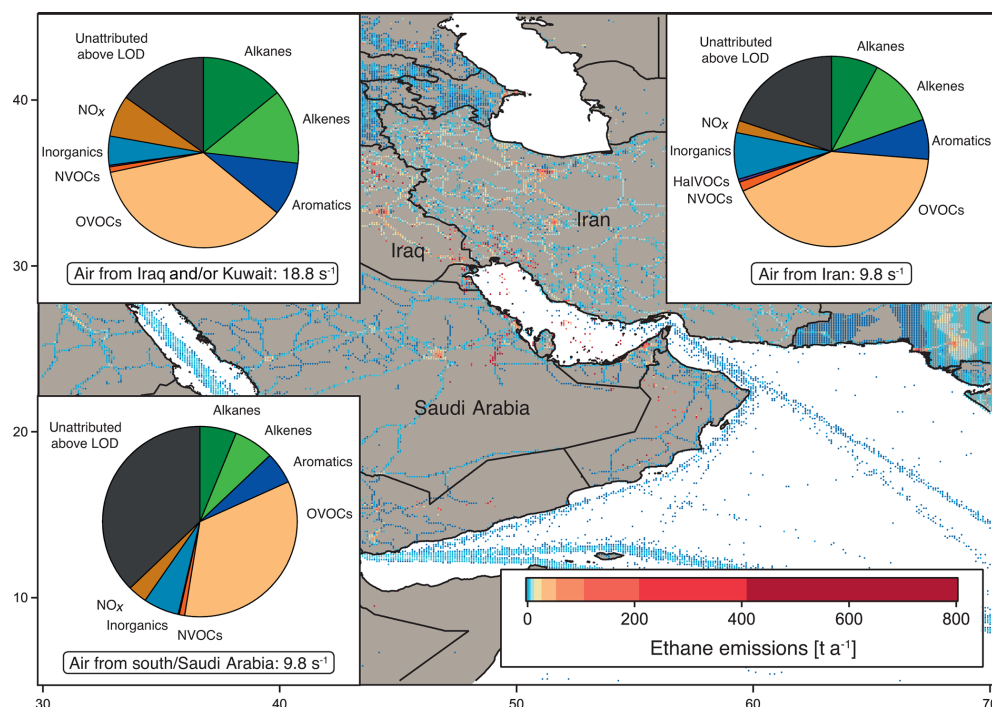 Unattributed
above LOD
Alkanes
NOx
Alkenes
Inorganics
NVOCs
Aromatics
OVOCs
Air from Iraq and/or Kuwait: 18.8 s-1
Unattributed
above LOD
Alkanes
Alkenes
NOx
Aromatics
Inorganics
HalVOCs
NVOCs
OVOCs
Air from Iran: 9.8 s-1
Iran
Iraq
Saudi Arabia
Alkanes
Unattributed
above LOD
Alkenes
Aromatics
OVOCs
NOx
Inorganics
NVOCs
Air from south/Saudi Arabia: 9.8 s-1
0 200 400 600 800
Ethane emissions [t a-1]
40
30
20
10
30 40 50 60 70